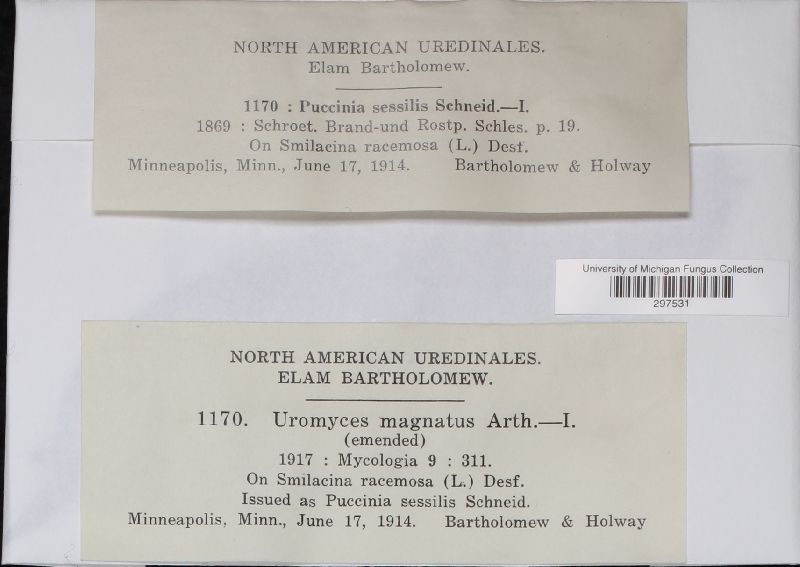 NORTH AMERICAN UREDINALES.
Elam Bartholomew.
1170 : Puccinia sessilis Schneid.—I.
1869 : Schroet. Brand-und Rostp. Schles. p. 19.
On Smilacina racemosa (L.) Desf.
Minneapolis, Minn., June 17, 1914. Bartholomew & Holway
University of Michigan Fungus Collection
297531
NORTH AMERICAN UREDINALES.
ELAM BARTHOLOMEW.
1170. Uromyces magnatus Arth.—I.
(emended)
1917 : Mycologia 9 : 311.
On Smilacina racemosa (L.) Desf.
Issued as Puccinia sessilis Schneid.
Minneapolis, Minn., June 17, 1914. Bartholomew & Holway